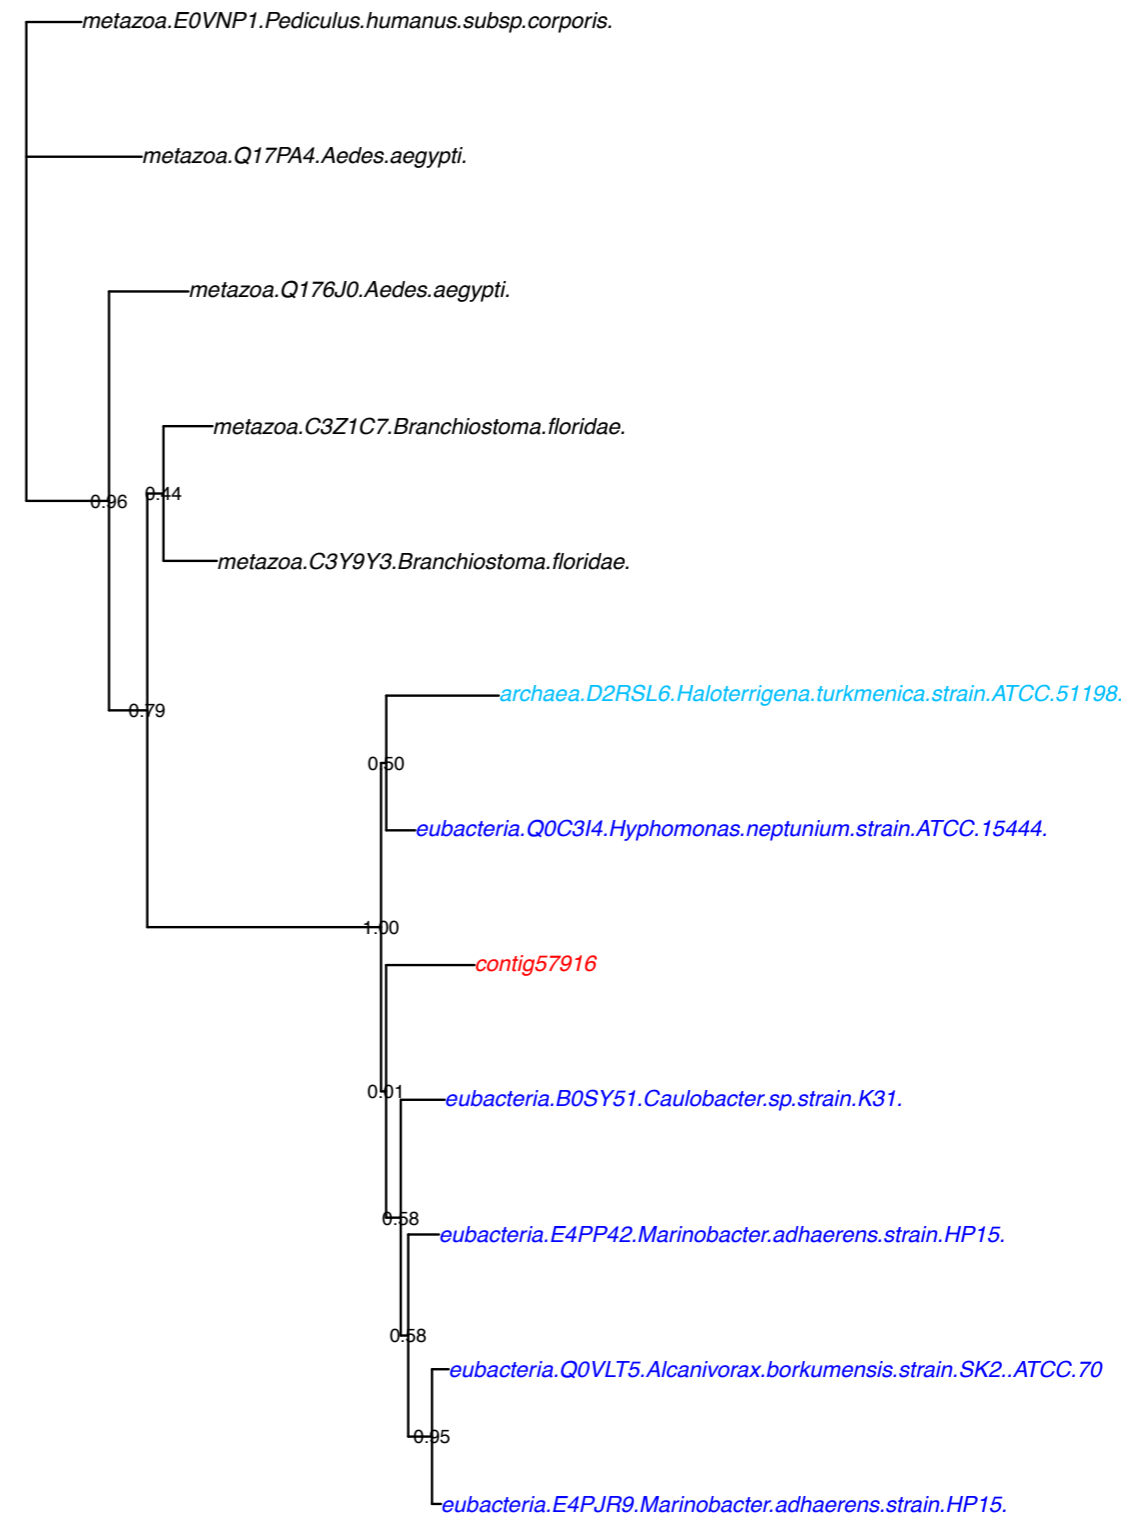 metazoa.E0VNP1.Pediculus.humanus.subsp.corporis.
metazoa.Q17PA4.Aedes.aegypti.
metazoa.Q176J0.Aedes.aegypti.
metazoa.C3Z1C7.Branchiostoma.floridae.
0.44
0.96
metazoa.C3Y9Y3.Branchiostoma.floridae.
archaea.D2RSL6.Haloterrigena.turkmenica.strain.ATCC.51198.
0.79
0.50
eubacteria.Q0C3I4.Hyphomonas.neptunium.strain.ATCC.15444.
1.00
contig57916
0.01
eubacteria.B0SY51.Caulobacter.sp.strain.K31.
0.58
eubacteria.E4PP42.Marinobacter.adhaerens.strain.HP15.
0.58
eubacteria.Q0VLT5.Alcanivorax.borkumensis.strain.SK2..ATCC.70
0.95
eubacteria.E4PJR9.Marinobacter.adhaerens.strain.HP15.